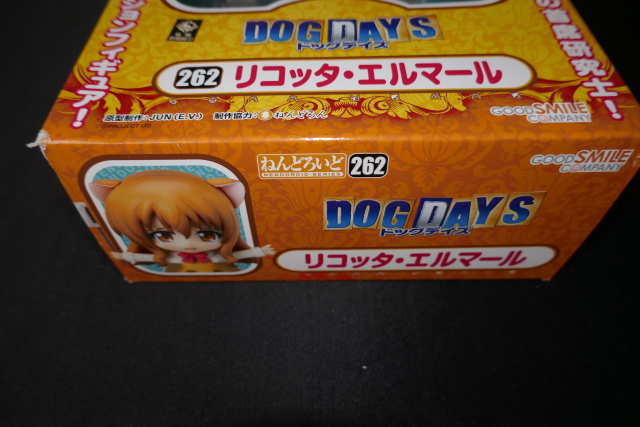 ションフィギュア!
の首席研究士!
DOG DAYS
ドッグデイズ
262 リコッタ・エルマール
原型制作:JUN(E.V.) 制作協力: ねんどろん
©PROJECT DD
GOOD SMILE
COMPANY
ねんどろいど 262
NENDOROID SERIES
GOOD SMILE
COMPANY
DOG DAYS
ドッグデイズ
リコッタ・エルマール